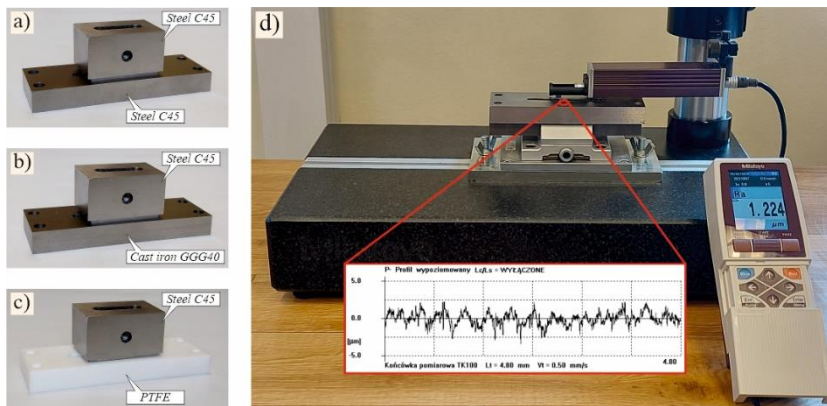 a)
Steel C45
Steel C45
b)
Steel C45
Cast iron GGG40
c)
Steel C45
PTFE
d)
Mitutoyo
Ra
1.224
µm
P- Profil wypoziomowany Lc/Ls = WYŁĄCZONE
5.0
0.0
[µm]
-5.0
4.80
Końcówka pomiarowa TK100 Lt = 4.80 mm Vt = 0.50 mm/s